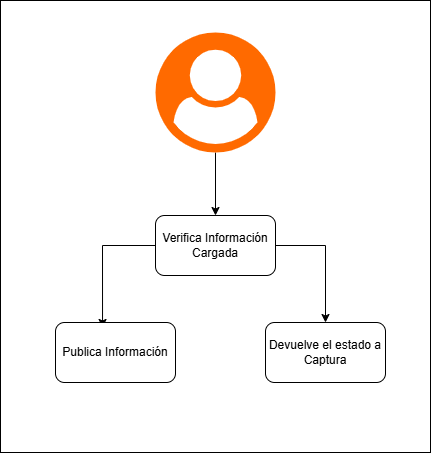 Verifica Información
Cargada
Publica Información
Devuelve el estado a
Captura